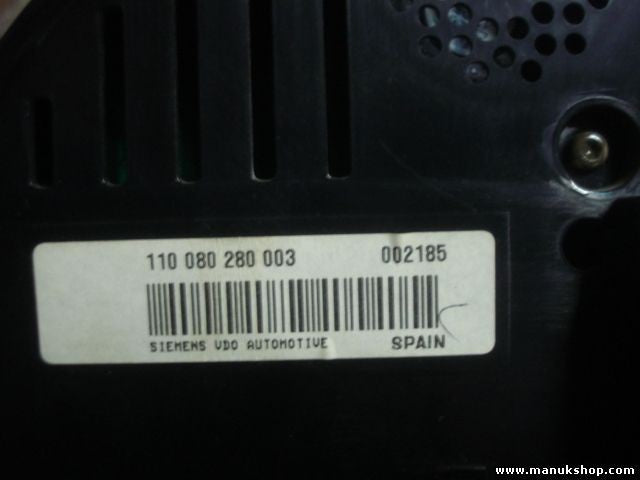 110 080 280 003 002185
SIEMENS VDO AUTOMOTIVE SPAIN
www.manukshop.com